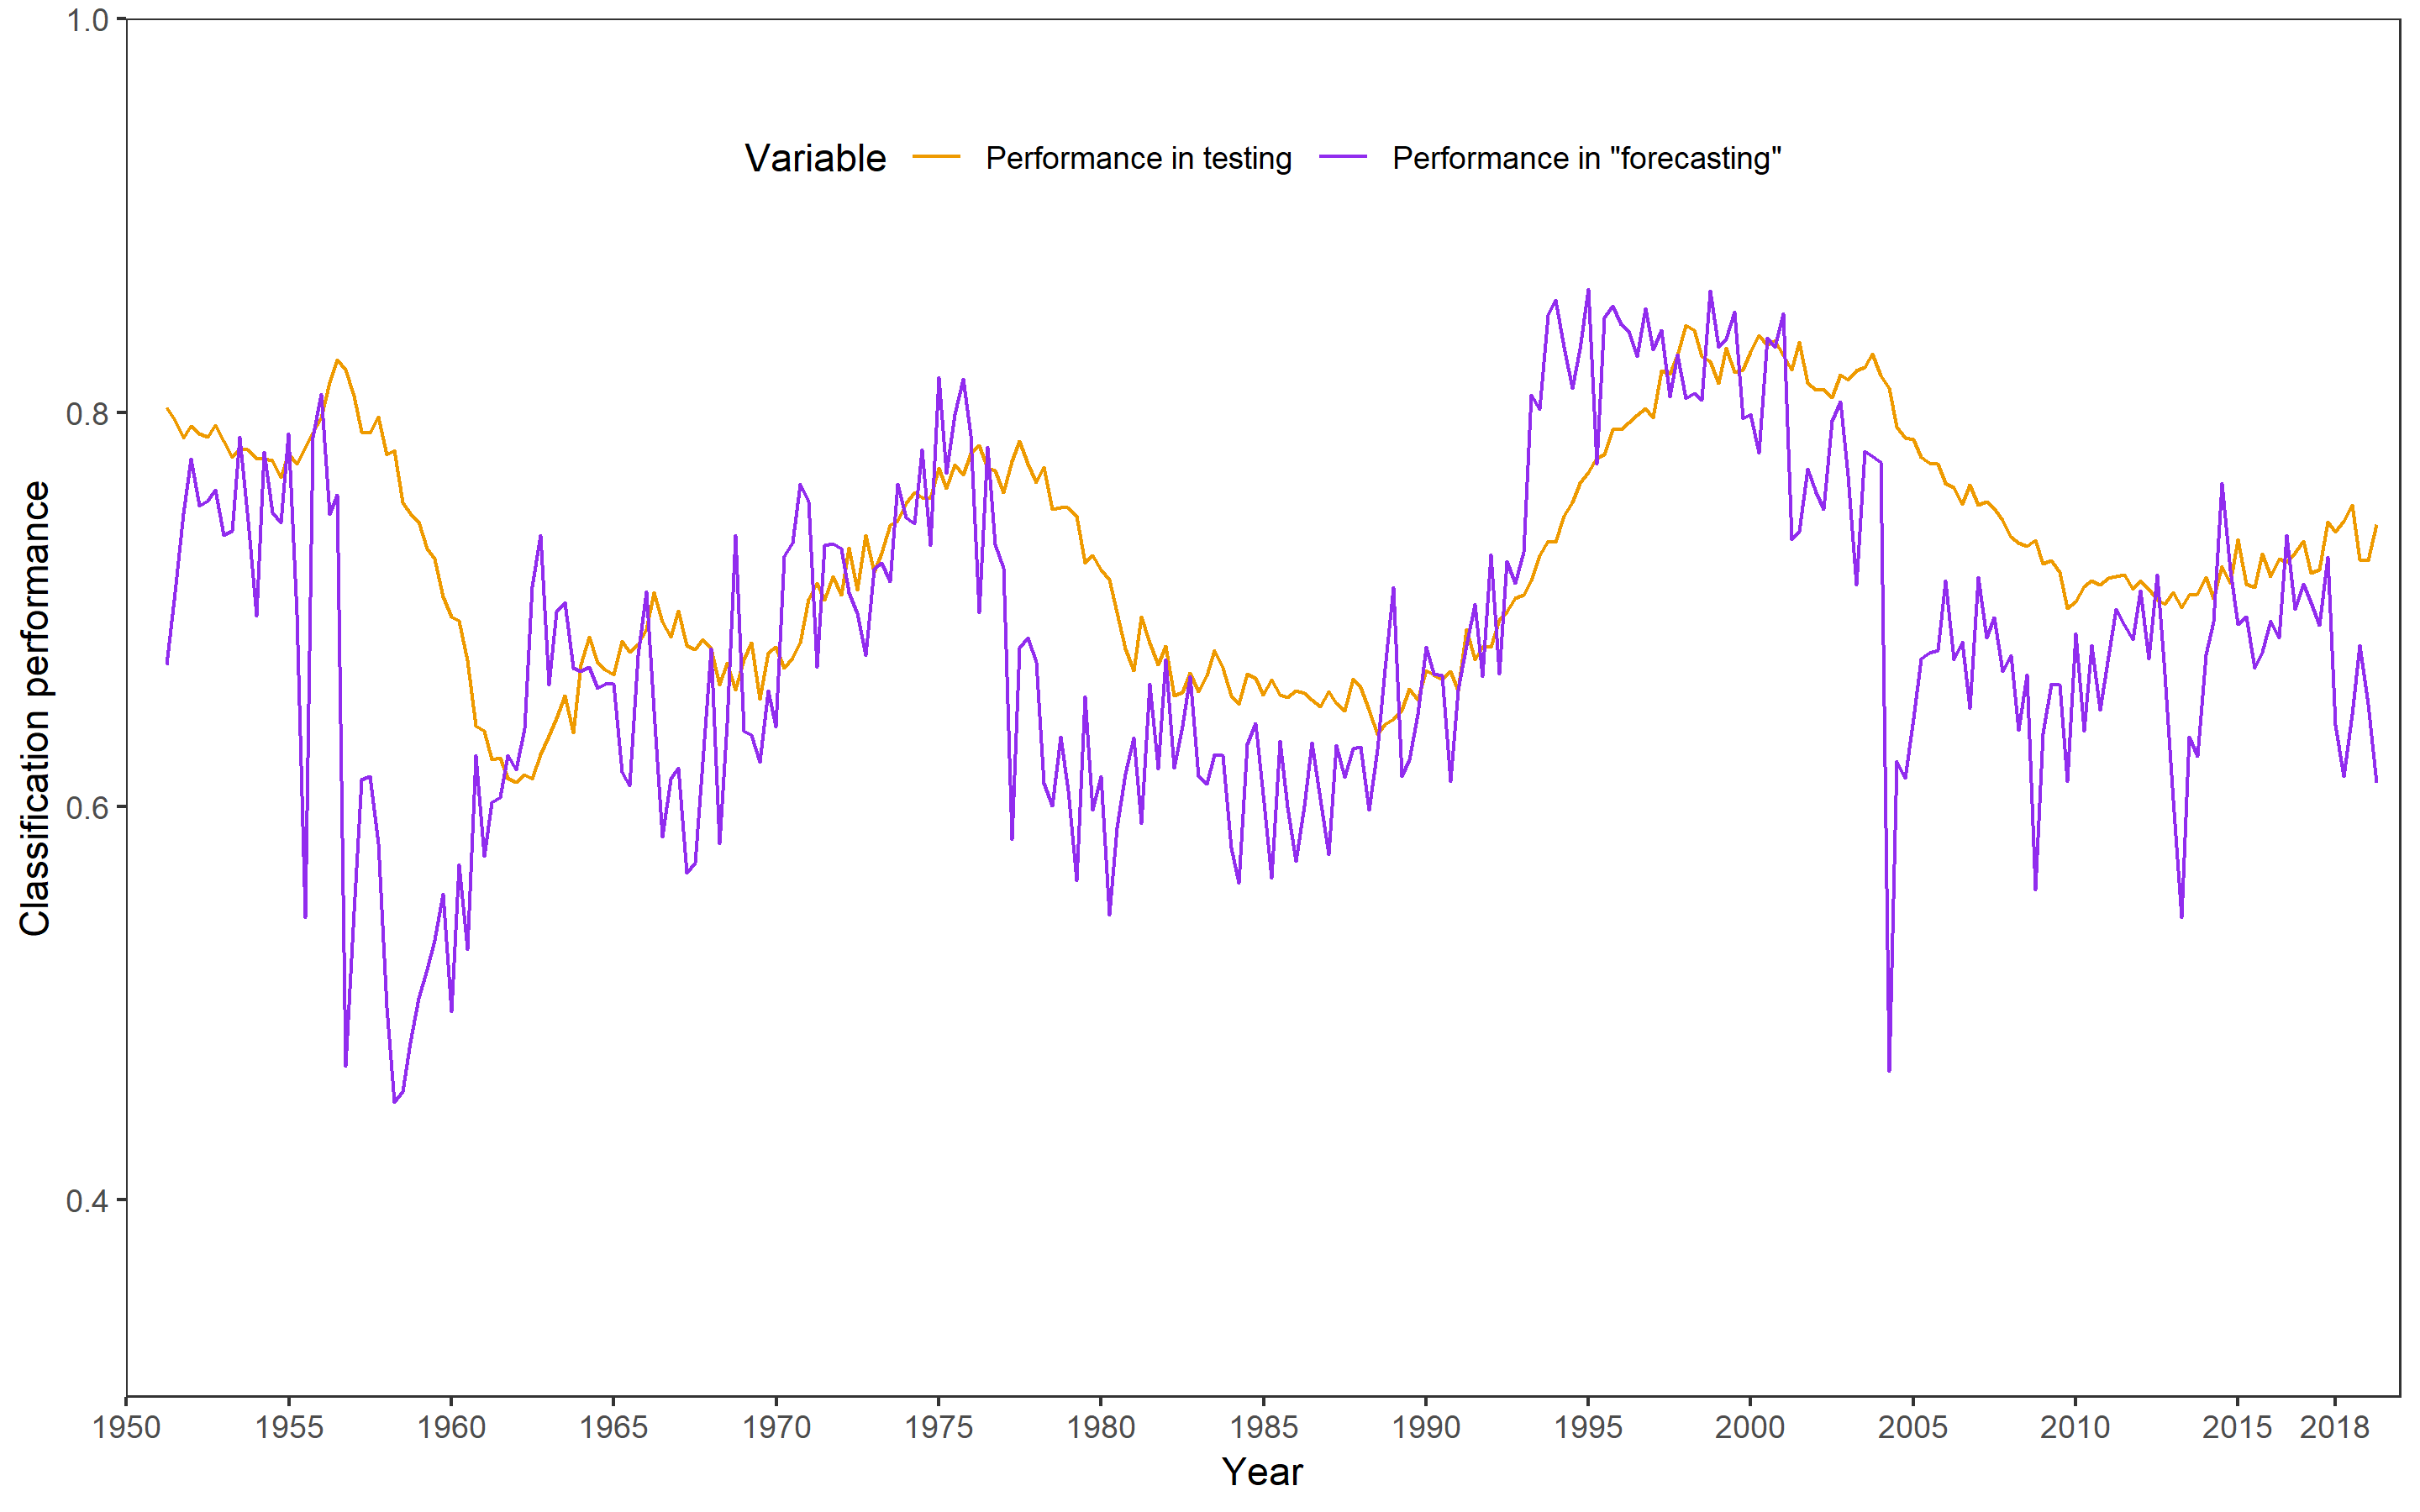 Classification performance
1.0
0.8
0.6
0.4
Variable Performance in testing Performance in "forecasting"
1950 1955 1960 1965 1970 1975 1980 1985 1990 1995 2000 2005 2010 2015 2018
Year